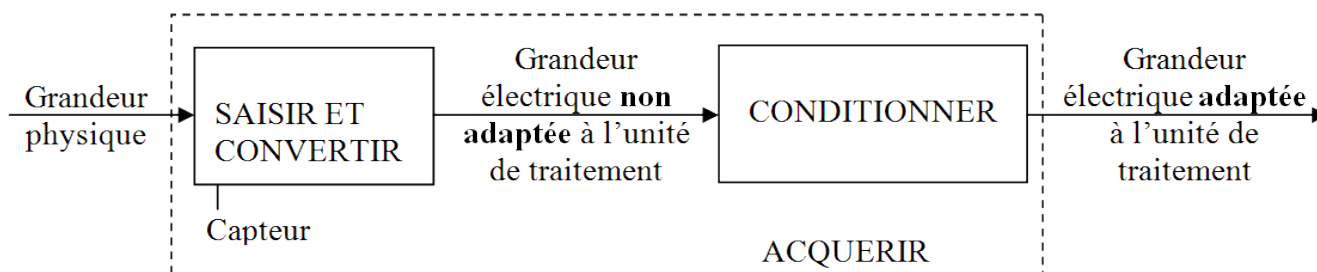 Grandeur
physique
SAISIR ET
CONVERTIR
Capteur
Grandeur
électrique non
adaptée à l’unité
de traitement
CONDITIONNER
ACQUERIR
Grandeur
électrique adaptée
à l’unité de
traitement